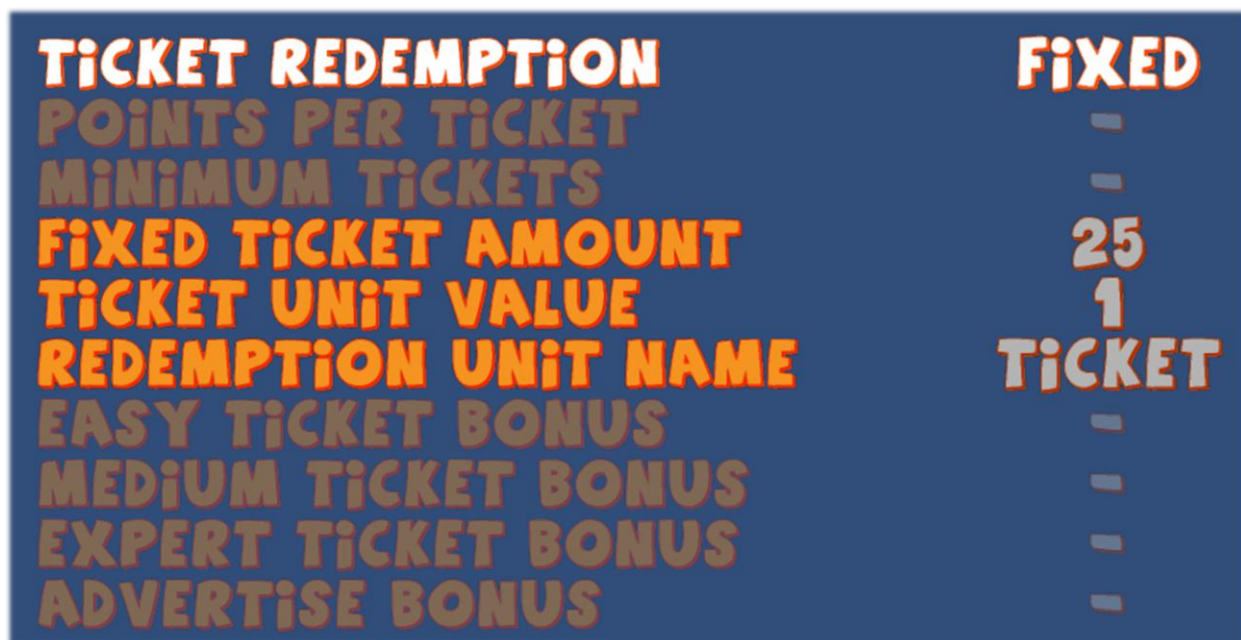 TiCKET REDEMPTiON FiXED
POiNTS PER TiCKET -
MiNiMUM TiCKETS -
FiXED TiCKET AMOUNT 25
TiCKET UNiT VALUE 1
REDEMPTiON UNiT NAME TiCKET
EASY TiCKET BONUS -
MEDiUM TiCKET BONUS -
EXPERT TiCKET BONUS -
ADVERTiSE BONUS -